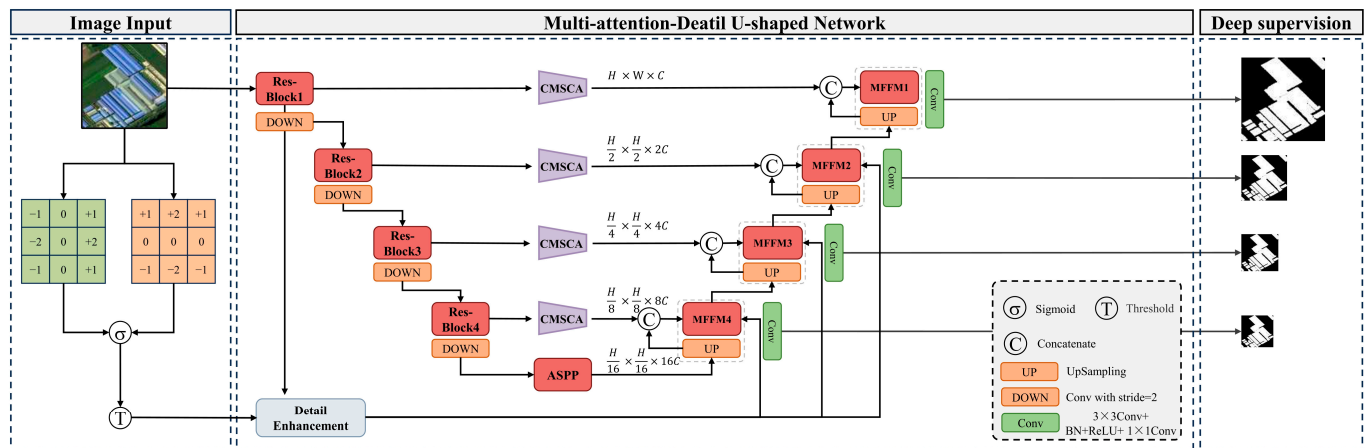 Image Input
Multi-attention-Deatil U-shaped Network
Deep supervision
Res-
Block1
DOWN
CMSCA
H × W × C
C
MFFM1
UP
Conv
Res-
Block2
DOWN
CMSCA
H/2 × H/2 × 2C
C
MFFM2
UP
Conv
−1 0 +1
−2 0 +2
−1 0 +1
+1 +2 +1
0 0 0
−1 −2 −1
Res-
Block3
DOWN
CMSCA
H/4 × H/4 × 4C
C
MFFM3
UP
Conv
σ
Res-
Block4
DOWN
CMSCA
H/8 × H/8 × 8C
C
MFFM4
UP
Conv
ASPP
H/16 × H/16 × 16C
T
Detail
Enhancement
σ Sigmoid
T Threshold
C Concatenate
UP UpSampling
DOWN Conv with stride=2
Conv 3×3Conv+
BN+ReLU+ 1×1Conv